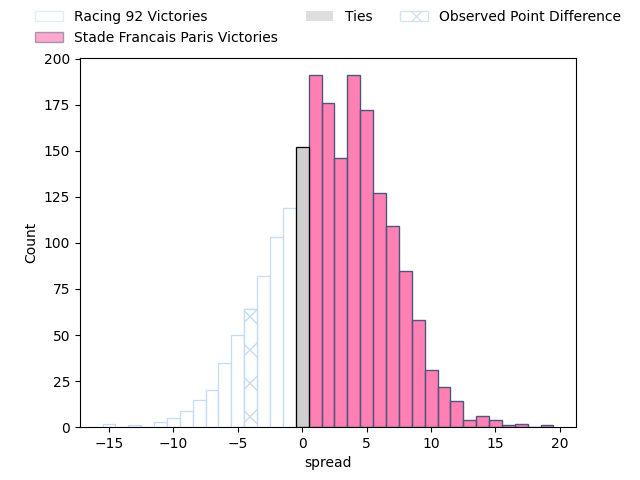 Racing 92 Victories
Stade Francais Paris Victories
Ties
Observed Point Difference
200
175
150
125
100
75
50
25
0
Count
−15
−10
−5
0
5
10
15
20
spread